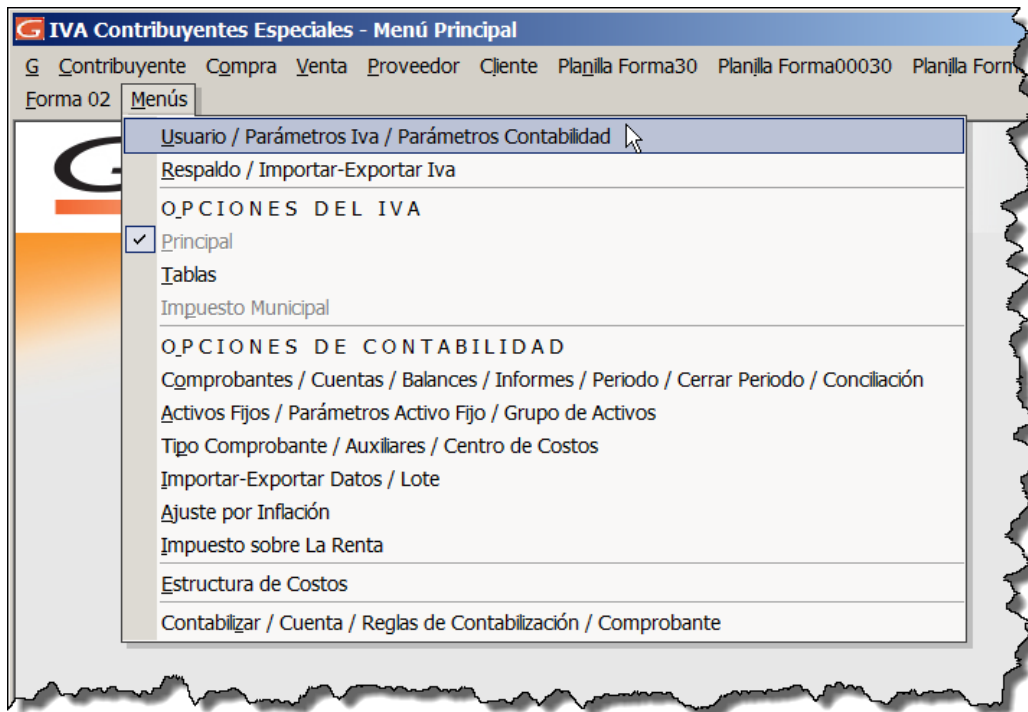 G IVA Contribuyentes Especiales - Menú Principal
G Contribuyente Compra Venta Proveedor Cliente Planilla Forma30 Planilla Forma00030 Planilla Form
Forma 02 Menús
G
Usuario / Parámetros Iva / Parámetros Contabilidad
Respaldo / Importar-Exportar Iva
OPCIONES DEL IVA
Principal
Tablas
Impuesto Municipal
OPCIONES DE CONTABILIDAD
Comprobantes / Cuentas / Balances / Informes / Periodo / Cerrar Periodo / Conciliación
Activos Fijos / Parámetros Activo Fijo / Grupo de Activos
Tipo Comprobante / Auxiliares / Centro de Costos
Importar-Exportar Datos / Lote
Ajuste por Inflación
Impuesto sobre La Renta
Estructura de Costos
Contabilizar / Cuenta / Reglas de Contabilización / Comprobante